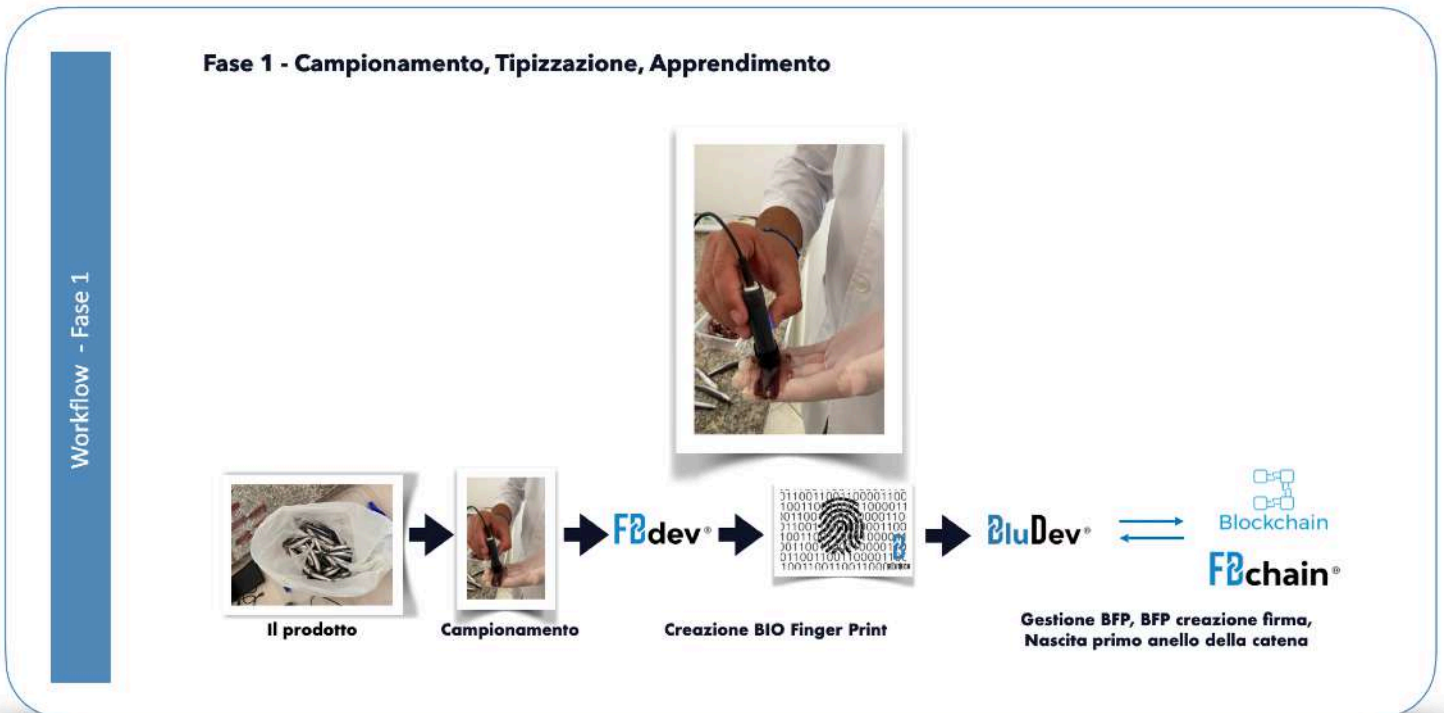 Fase 1 - Campionamento, Tipizzazione, Apprendimento
Workflow - Fase 1
FBdev®
BluDev®
Blockchain
FBchain®
Il prodotto
Campionamento
Creazione BIO Finger Print
Gestione BFP, BFP creazione firma,
Nascita primo anello della catena